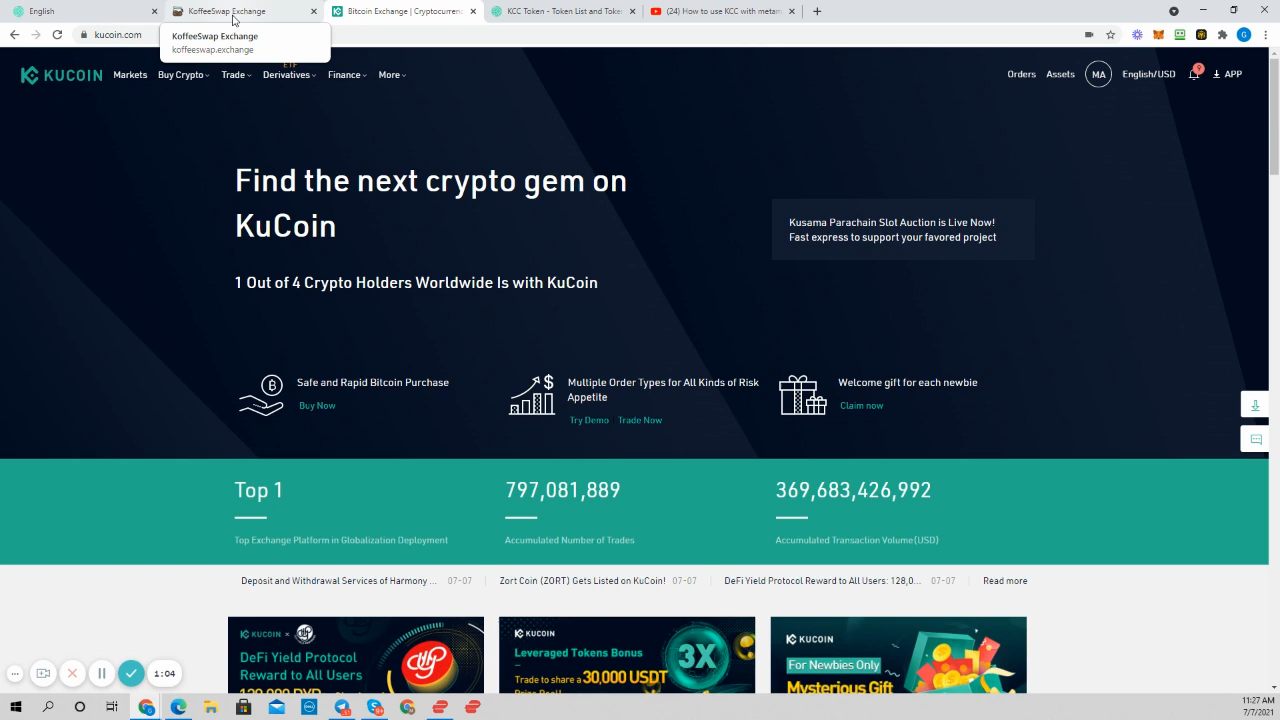 English
KoffeeSwap Exchange
Bitcoin Exchange | Cryptocurrenc
KCC Token - Token List and Token
(24) How to use KCC with metam
kucoin.com
KoffeeSwap Exchange
koffeeswap.exchange
G
KUCOIN
Markets
Buy Crypto
Trade
ETF
Derivatives
Finance
More
Orders
Assets
MA
English/USD
9
APP
Find the next crypto gem on
KuCoin
Kusama Parachain Slot Auction is Live Now!
Fast express to support your favored project
1 Out of 4 Crypto Holders Worldwide Is with KuCoin
Safe and Rapid Bitcoin Purchase
Buy Now
Multiple Order Types for All Kinds of Risk
Appetite
Try Demo Trade Now
Welcome gift for each newbie
Claim now
Top 1
Top Exchange Platform in Globalization Deployment
797,081,889
Accumulated Number of Trades
369,683,426,992
Accumulated Transaction Volume(USD)
Deposit and Withdrawal Services of Harmony ... 07-07
Zort Coin (ZORT) Gets Listed on KuCoin! 07-07
DeFi Yield Protocol Reward to All Users: 128,0... 07-07
Read more
KUCOIN ×
DeFi Yield Protocol
Reward to All Users
KUCOIN
Leveraged Tokens Bonus
Trade to share a 30,000 USDT
Prize Pool!
3X
KUCOIN
For Newbies Only
Mysterious Gift
1:04
11:27 AM
7/7/2021